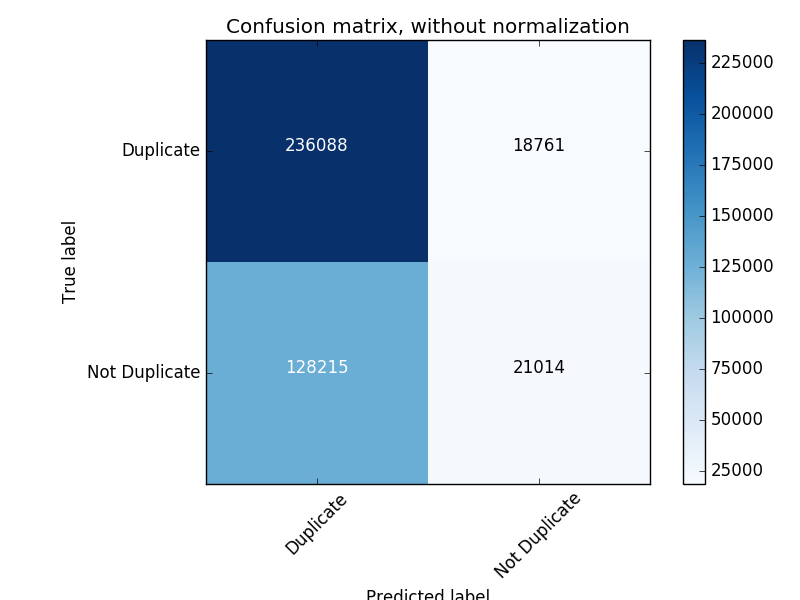 Confusion matrix, without normalization
True label
Duplicate
236088
18761
Not Duplicate
128215
21014
Duplicate
Not Duplicate
Predicted label
225000
200000
175000
150000
125000
100000
75000
50000
25000